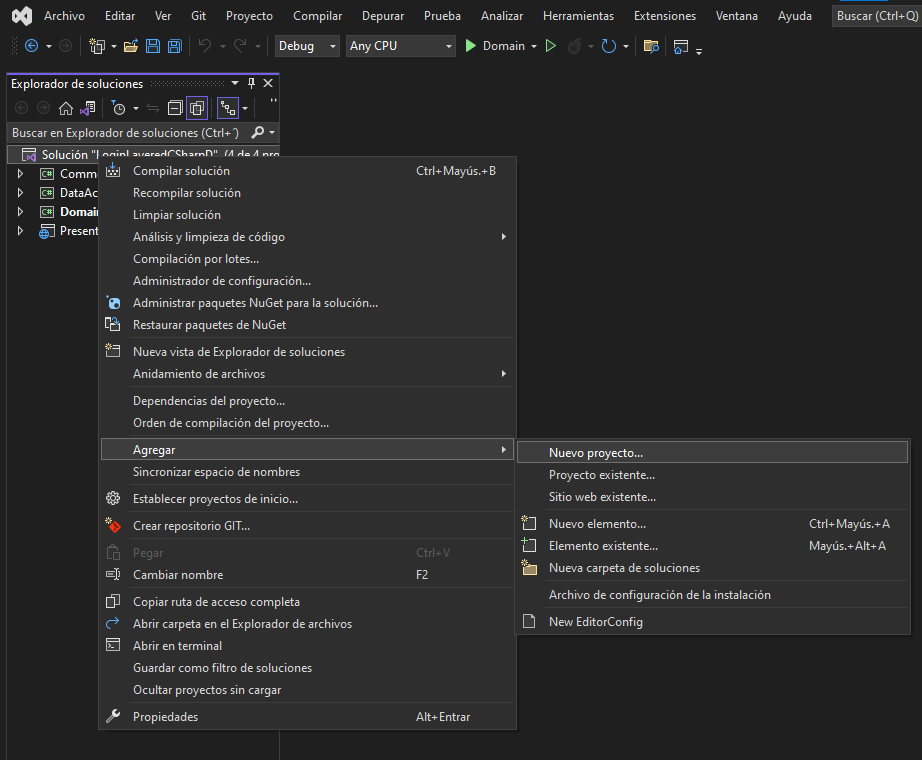 Archivo Editar Ver Git Proyecto Compilar Depurar Prueba Analizar Herramientas Extensiones Ventana Ayuda Buscar (Ctrl+Q)
Debug Any CPU Domain
Explorador de soluciones
Buscar en Explorador de soluciones (Ctrl+´)
Solución "LoginLayeredCSharpD" (4 de 4 pro
Comm
DataAc
Domai
Present
Compilar solución Ctrl+Mayús.+B
Recompilar solución
Limpiar solución
Análisis y limpieza de código
Compilación por lotes...
Administrador de configuración...
Administrar paquetes NuGet para la solución...
Restaurar paquetes de NuGet
Nueva vista de Explorador de soluciones
Anidamiento de archivos
Dependencias del proyecto...
Orden de compilación del proyecto...
Agregar
Sincronizar espacio de nombres
Establecer proyectos de inicio...
Crear repositorio GIT...
Pegar Ctrl+V
Cambiar nombre F2
Copiar ruta de acceso completa
Abrir carpeta en el Explorador de archivos
Abrir en terminal
Guardar como filtro de soluciones
Ocultar proyectos sin cargar
Propiedades Alt+Entrar
Nuevo proyecto...
Proyecto existente...
Sitio web existente...
Nuevo elemento... Ctrl+Mayús.+A
Elemento existente... Mayús.+Alt+A
Nueva carpeta de soluciones
Archivo de configuración de la instalación
New EditorConfig